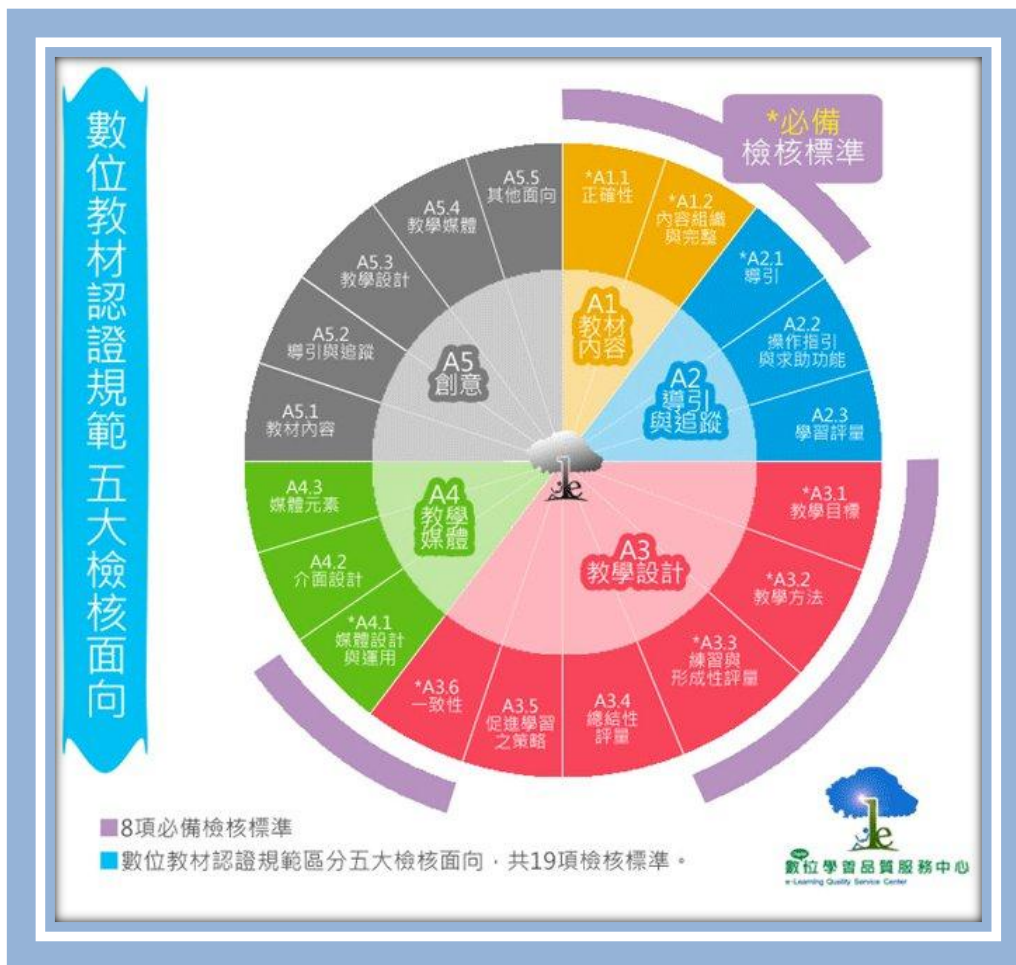 數位教材認證規範 五大檢核面向
*必備
檢核標準
*A1.1
正確性
*A1.2
內容組織
與完整
*A2.1
導引
A2.2
操作指引
與求助功能
A2.3
學習評量
*A3.1
教學目標
*A3.2
教學方法
*A3.3
練習與
形成性評量
A3.4
總結性
評量
A3.5
促進學習
之策略
*A3.6
一致性
*A4.1
媒體設計
與運用
A4.2
介面設計
A4.3
媒體元素
A5.1
教材內容
A5.2
導引與追蹤
A5.3
教學設計
A5.4
教學媒體
A5.5
其他面向
A1
教材
內容
A2
導引
與追蹤
A3
教學設計
A4
教學
媒體
A5
創意
1e
8項必備檢核標準
數位教材認證規範區分五大檢核面向，共19項檢核標準。
1e
數位學習品質服務中心
e-Learning Quality Service Center